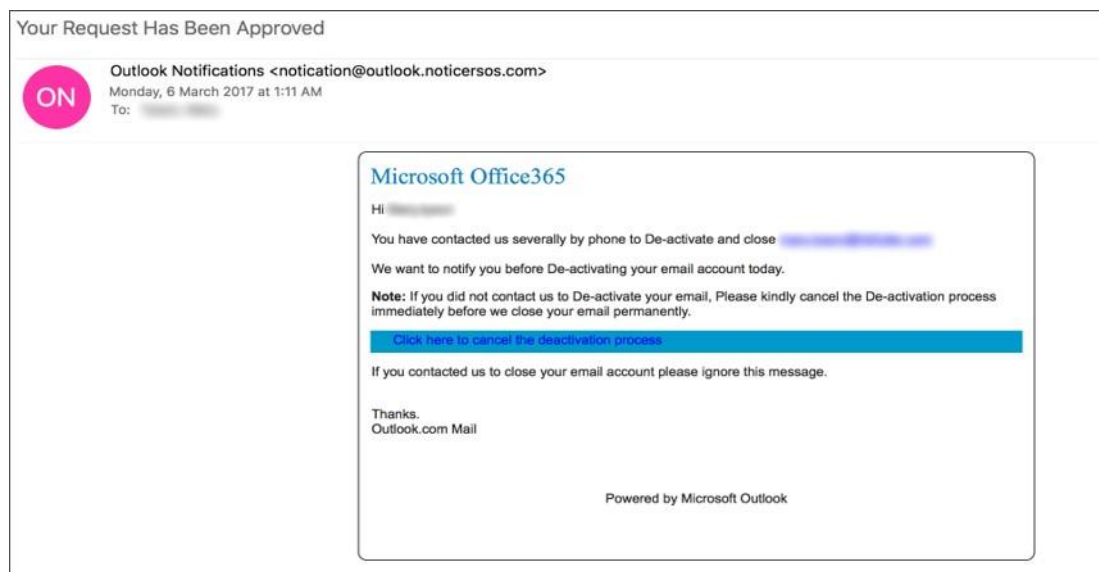 Your Request Has Been Approved
ON
Outlook Notifications <notication@outlook.noticersos.com>
Monday, 6 March 2017 at 1:11 AM
To:
Microsoft Office365
Hi
You have contacted us severally by phone to De-activate and close
We want to notify you before De-activating your email account today.
Note: If you did not contact us to De-activate your email, Please kindly cancel the De-activation process
immediately before we close your email permanently.
Click here to cancel the deactivation process
If you contacted us to close your email account please ignore this message.
Thanks.
Outlook.com Mail
Powered by Microsoft Outlook